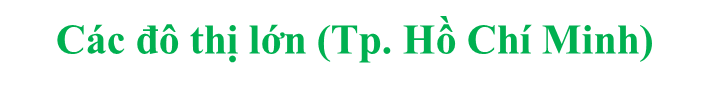 Các đô thị lớn (Tp. Hồ Chí Minh)